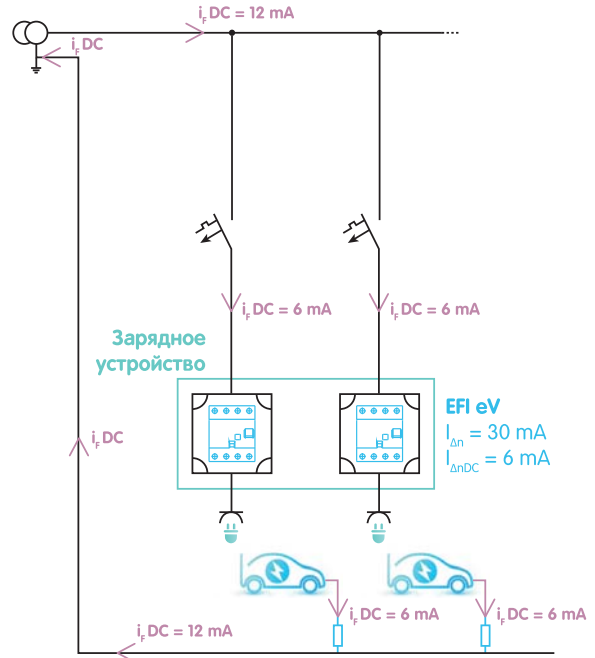 i_F DC = 12 mA
i_F DC
i_F DC = 6 mA
i_F DC = 6 mA
Зарядное
устройство
EFI eV
I_Δn = 30 mA
I_ΔnDC = 6 mA
i_F DC
i_F DC = 6 mA
i_F DC = 6 mA
i_F DC = 12 mA